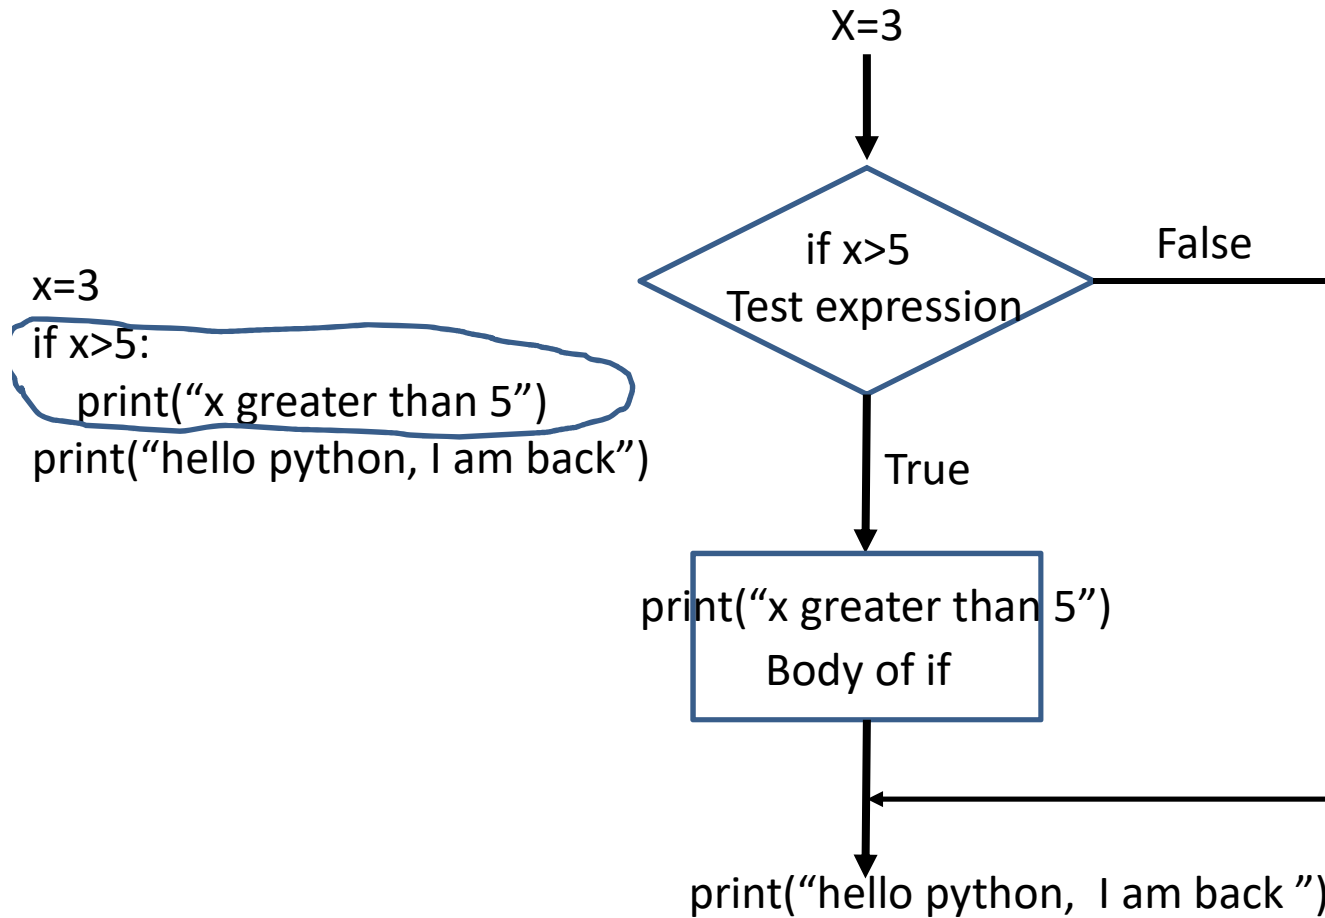 x=3
if x>5:
print(“x greater than 5”)
print(“hello python, I am back”)
X=3
if x>5
Test expression
False
True
print(“x greater than 5”)
Body of if
print(“hello python,  I am back ”)